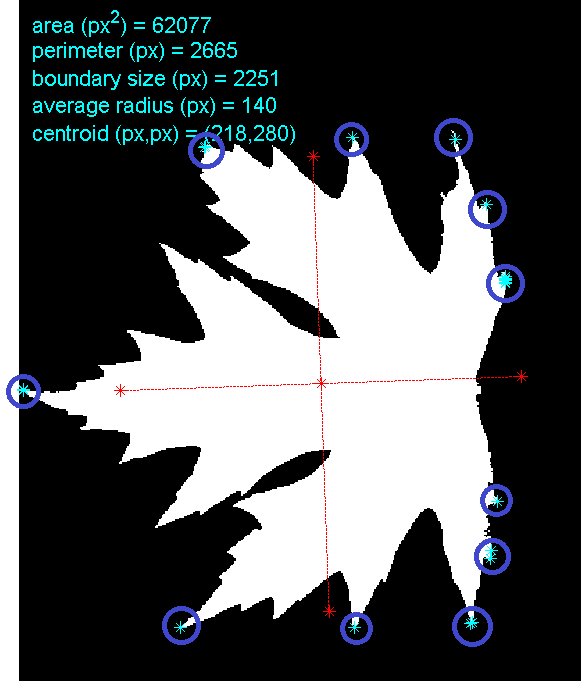 area (px²) = 62077
perimeter (px) = 2665
boundary size (px) = 2251
average radius (px) = 140
centroid (px,px) = (218,280)